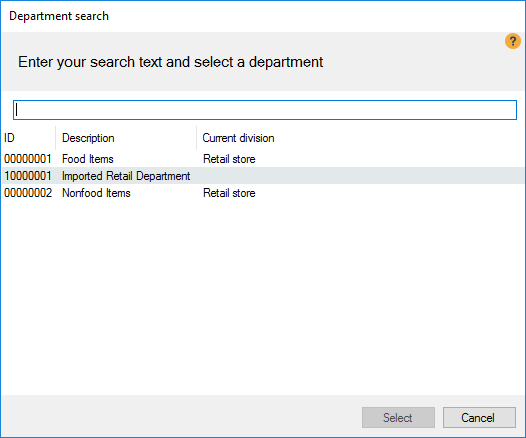 Department search
?
Enter your search text and select a department
ID Description Current division
00000001 Food Items Retail store
10000001 Imported Retail Department
00000002 Nonfood Items Retail store
Select Cancel